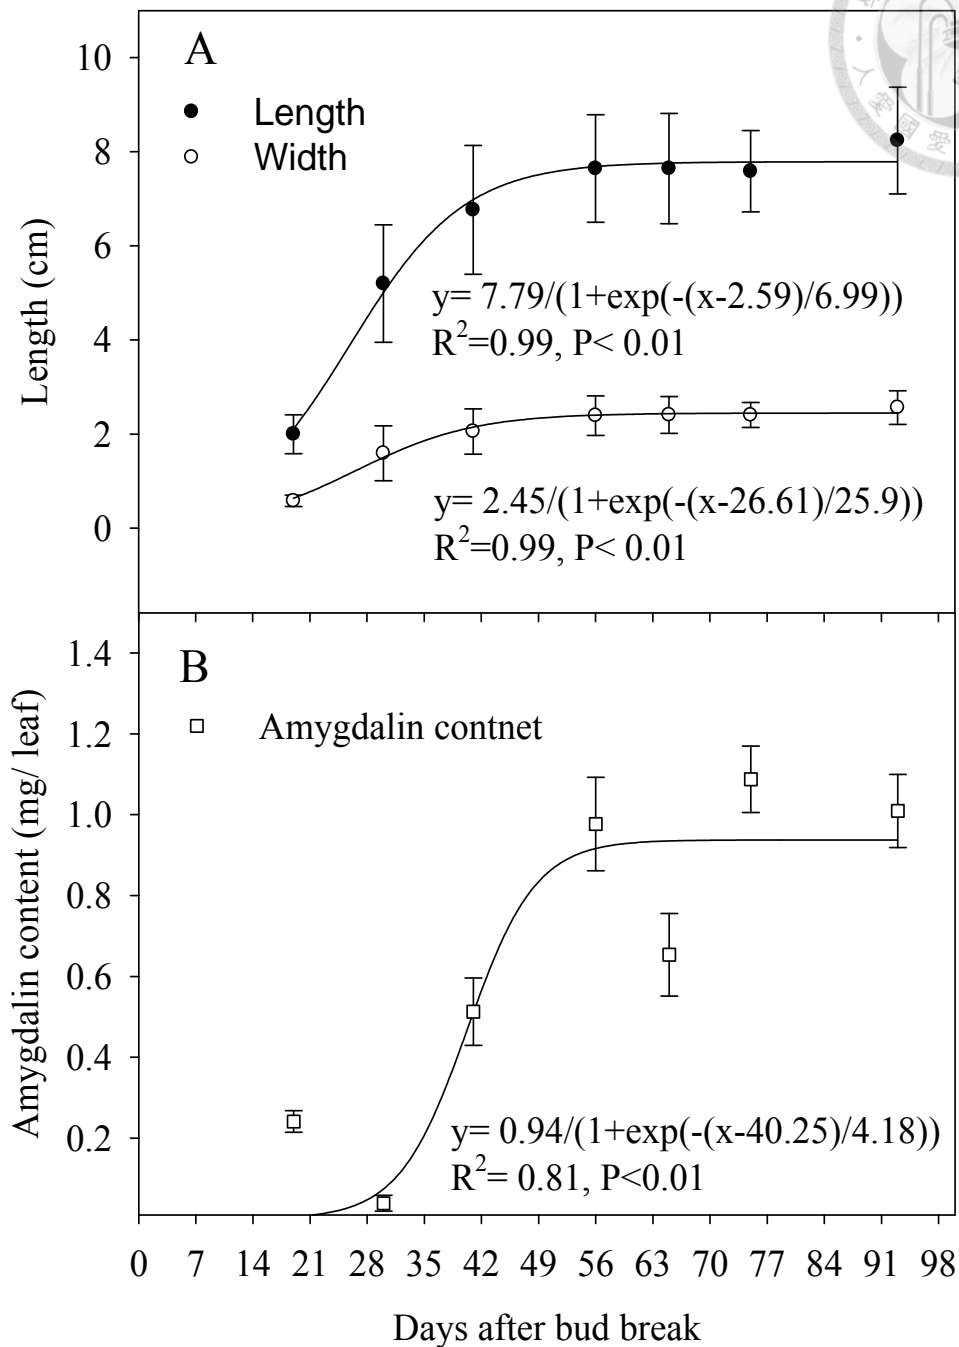 A
Length
Width
10
8
6
4
2
0
Length (cm)
y= 7.79/(1+exp(-(x-2.59)/6.99))
R²=0.99, P< 0.01
y= 2.45/(1+exp(-(x-26.61)/25.9))
R²=0.99, P< 0.01
B
Amygdalin contnet
1.4
1.2
1.0
0.8
0.6
0.4
0.2
Amygdalin content (mg/ leaf)
y= 0.94/(1+exp(-(x-40.25)/4.18))
R²= 0.81, P<0.01
0 7 14 21 28 35 42 49 56 63 70 77 84 91 98
Days after bud break
人愛國愛